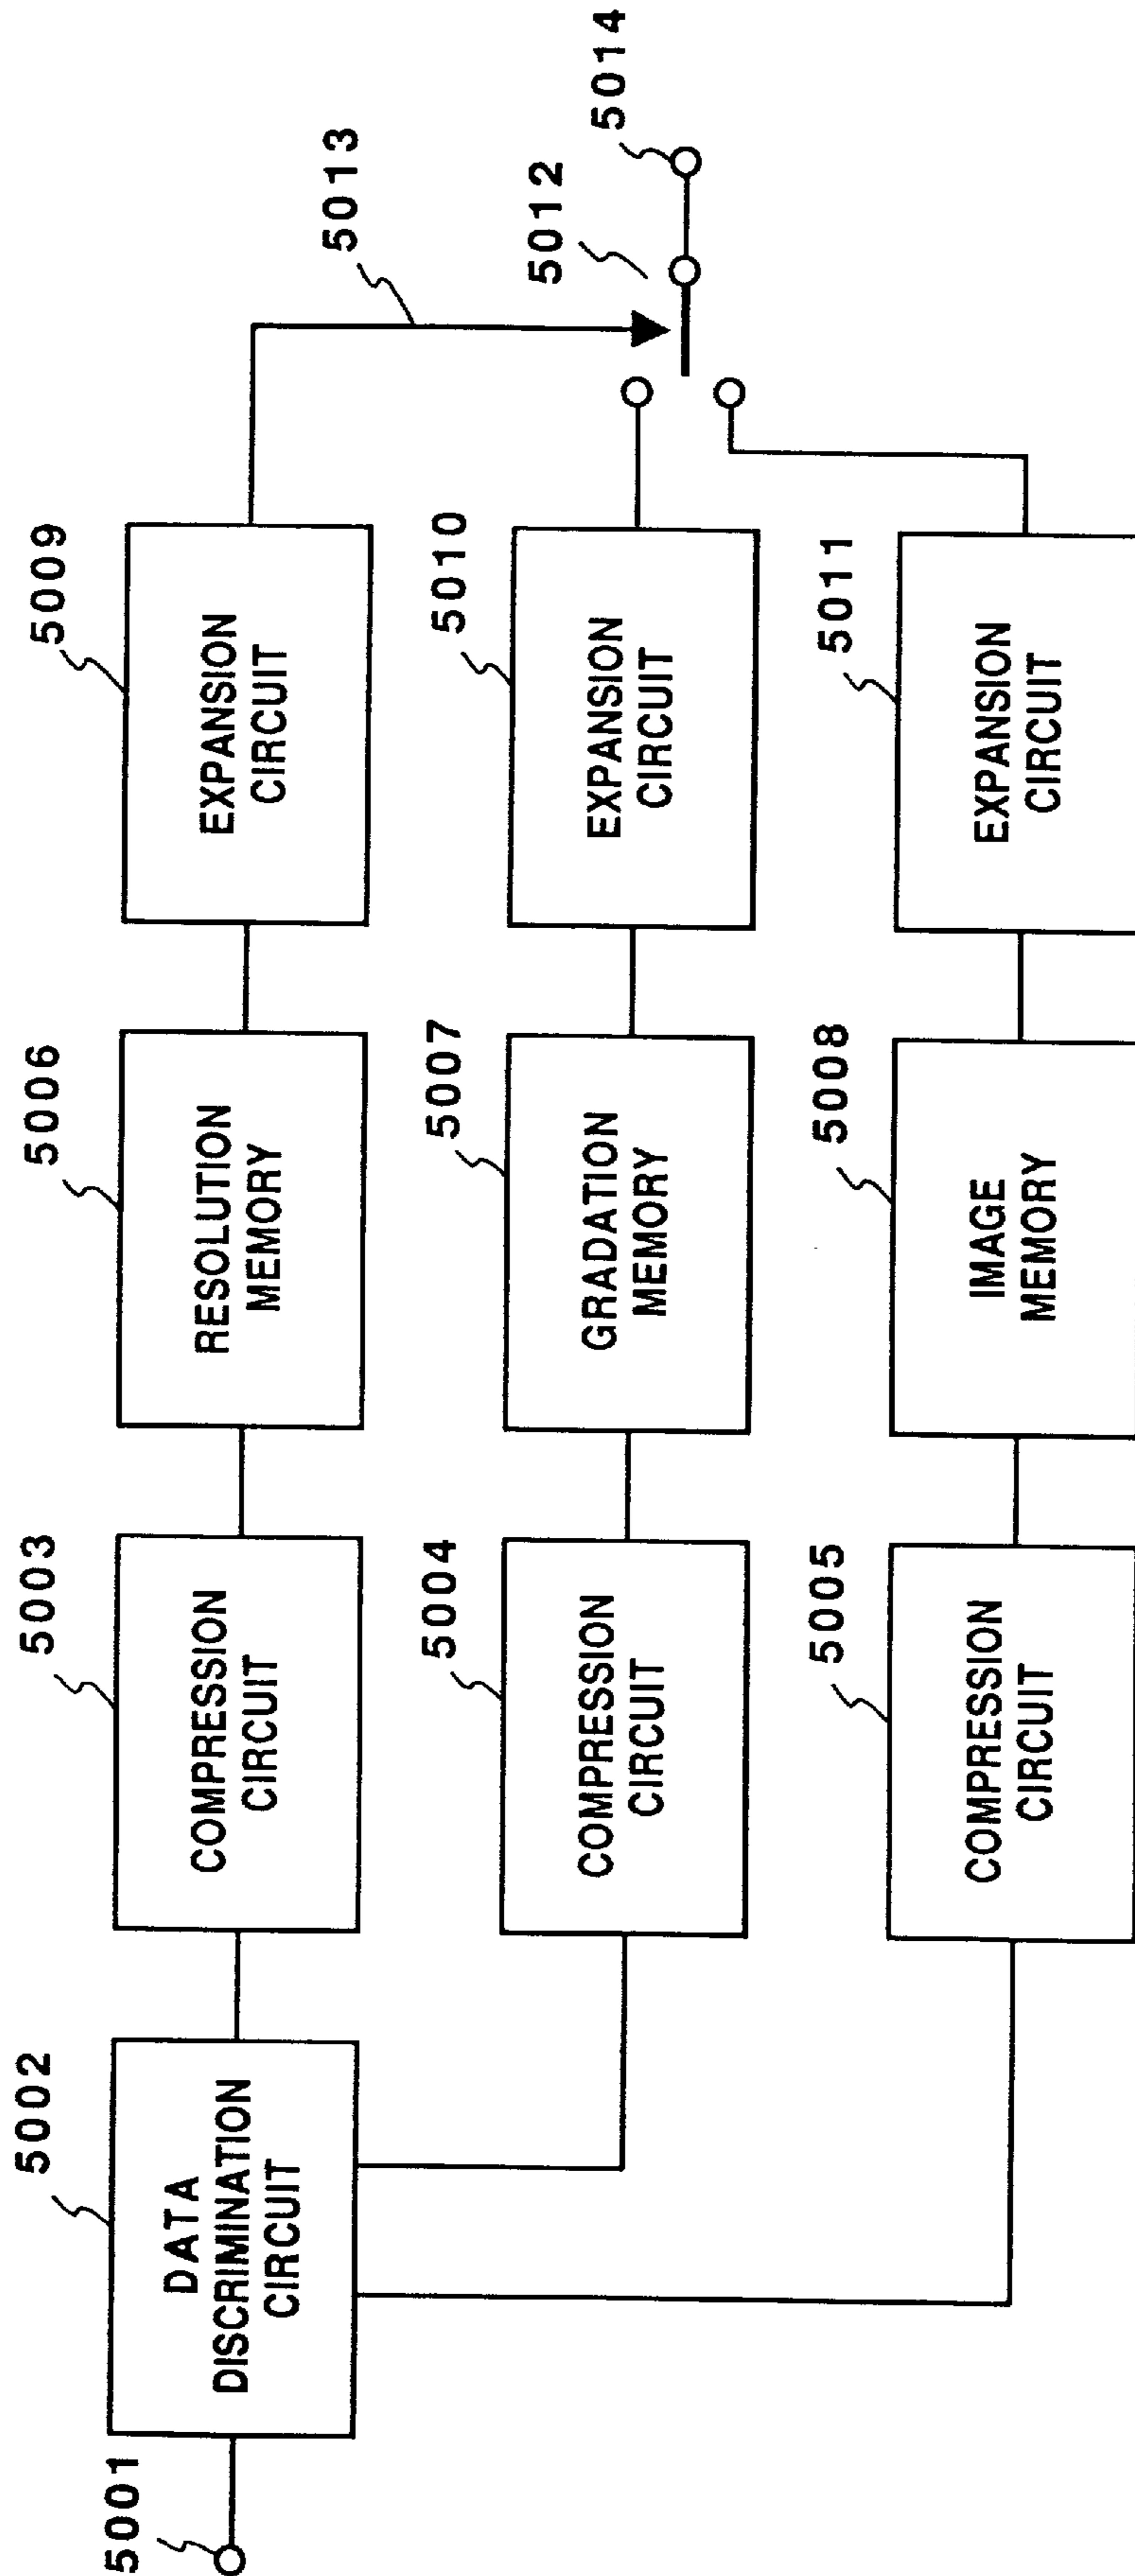 5001
5002
DATA
DISCRIMINATION
CIRCUIT
5003
COMPRESSION
CIRCUIT
5006
RESOLUTION
MEMORY
5009
EXPANSION
CIRCUIT
5013
5004
COMPRESSION
CIRCUIT
5007
GRADATION
MEMORY
5010
EXPANSION
CIRCUIT
5012
5014
5005
COMPRESSION
CIRCUIT
5008
IMAGE
MEMORY
5011
EXPANSION
CIRCUIT